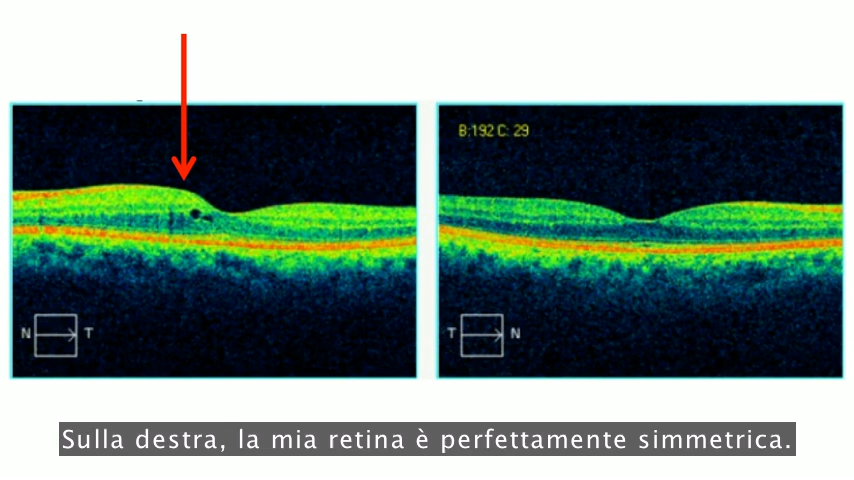 B:192 C: 29
N T
T N
Sulla destra, la mia retina è perfettamente simmetrica.